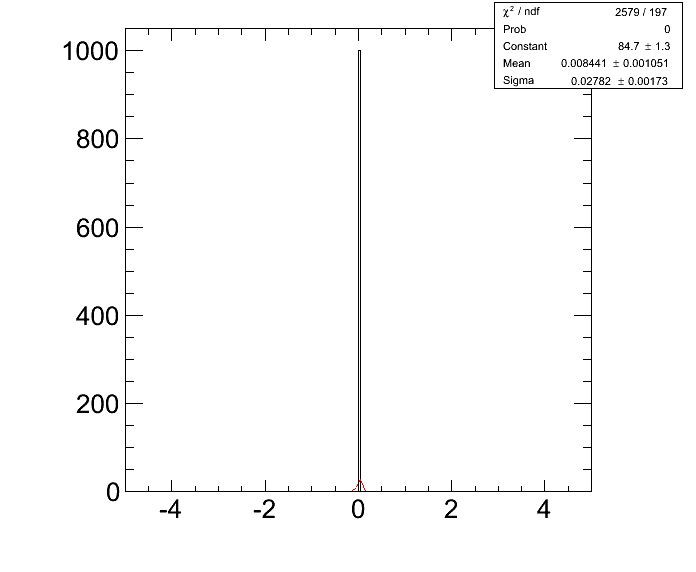 χ² / ndf 2579 / 197
Prob 0
Constant 84.7 ± 1.3
Mean 0.008441 ± 0.001051
Sigma 0.02782 ± 0.00173
1000
800
600
400
200
0
-4 -2 0 2 4